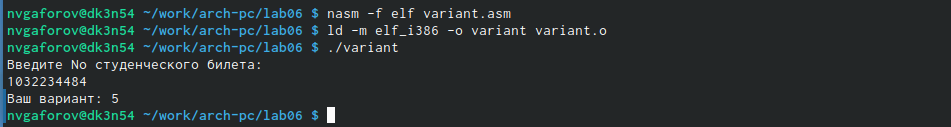 nvgaforov@dk3n54 ~/work/arch-pc/lab06 $ nasm -f elf variant.asm
nvgaforov@dk3n54 ~/work/arch-pc/lab06 $ ld -m elf_i386 -o variant variant.o
nvgaforov@dk3n54 ~/work/arch-pc/lab06 $ ./variant
Введите No студенческого билета:
1032234484
Ваш вариант: 5
nvgaforov@dk3n54 ~/work/arch-pc/lab06 $